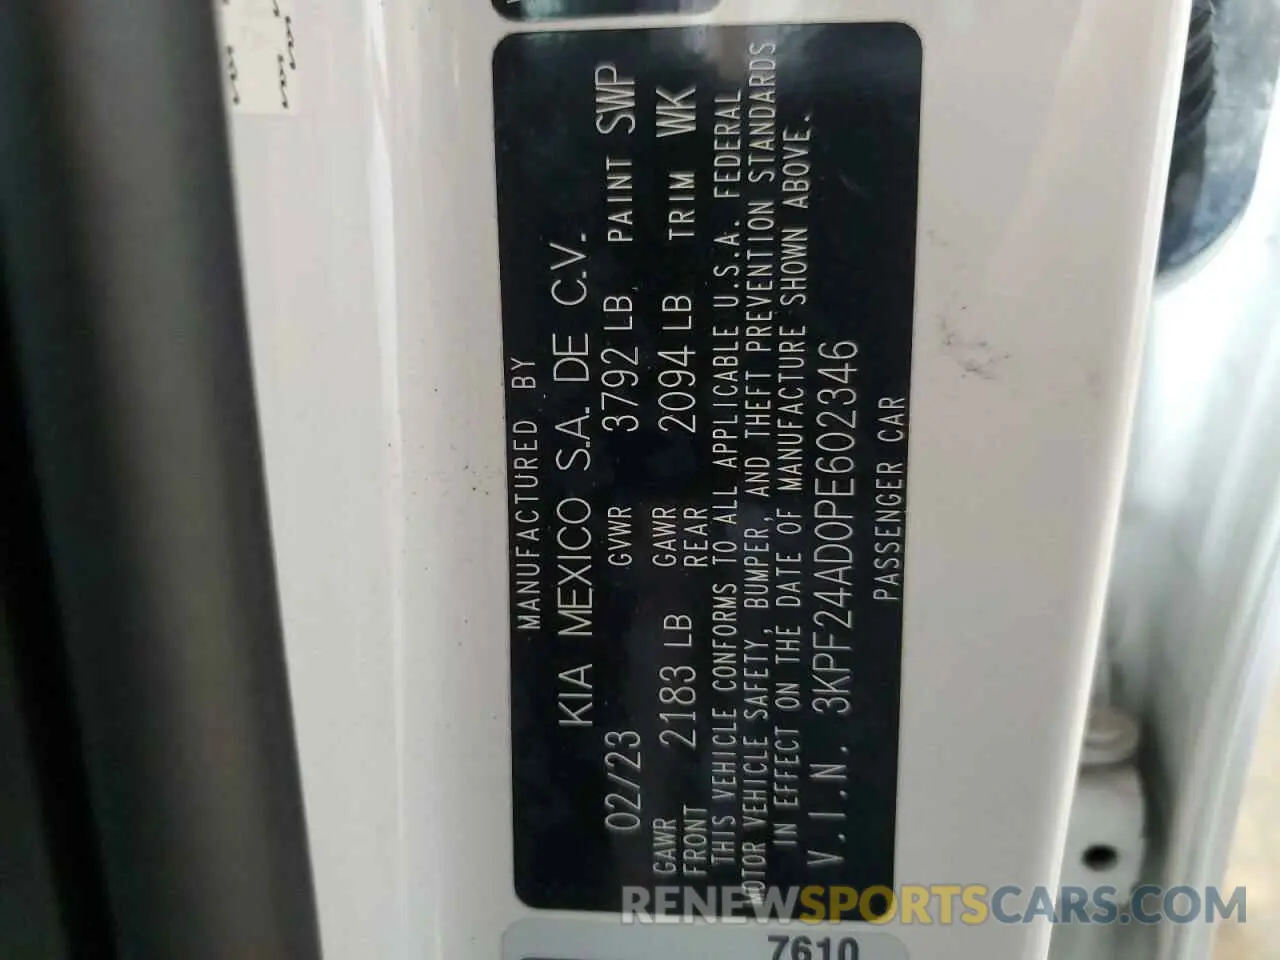 MANUFACTURED BY
KIA MEXICO S.A. DE C.V.
02/23 GVWR 3792 LB PAINT SWP
GAWR FRONT 2183 LB GAWR REAR 2094 LB TRIM WK
THIS VEHICLE CONFORMS TO ALL APPLICABLE U.S.A. FEDERAL
MOTOR VEHICLE SAFETY, BUMPER, AND THEFT PREVENTION STANDARDS
IN EFFECT ON THE DATE OF MANUFACTURE SHOWN ABOVE.
V.I.N. 3KPF24AD0PE602346
PASSENGER CAR
7610
RENEWSPORTSCARS.COM